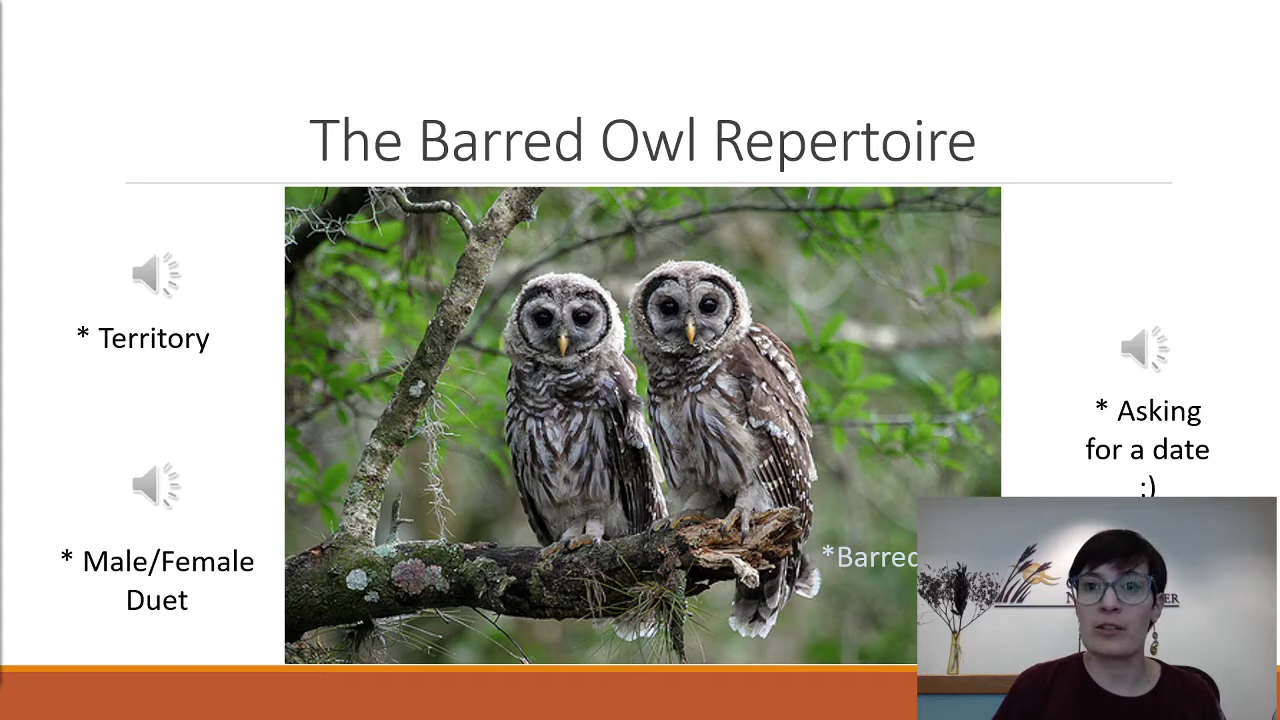 The Barred Owl Repertoire
* Territory
* Asking
for a date
:)
* Male/Female
Duet
*Barred